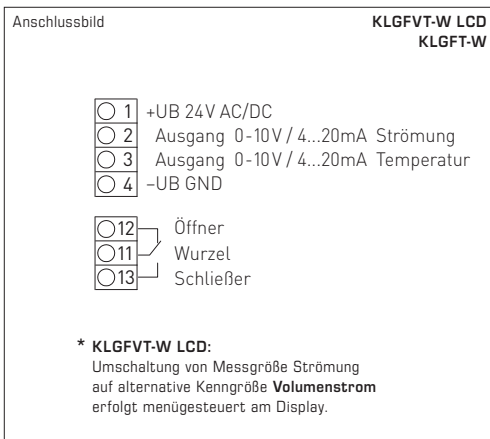 Anschlussbild KLGFVT-W LCD
KLGFT-W
1 +UB 24V AC/DC
2 Ausgang 0-10V / 4...20mA Strömung
3 Ausgang 0-10V / 4...20mA Temperatur
4 –UB GND
12 Öffner
11 Wurzel
13 Schließer
* KLGFVT-W LCD:
Umschaltung von Messgröße Strömung
auf alternative Kenngröße Volumenstrom
erfolgt menügesteuert am Display.